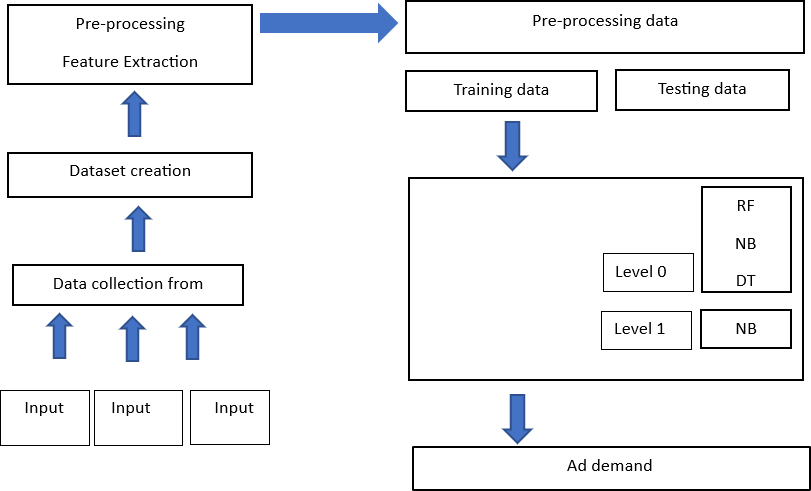 Pre-processing
Feature Extraction
Dataset creation
Data collection from
Input
Input
Input
Pre-processing data
Training data
Testing data
RF
NB
DT
Level 0
Level 1
NB
Ad demand